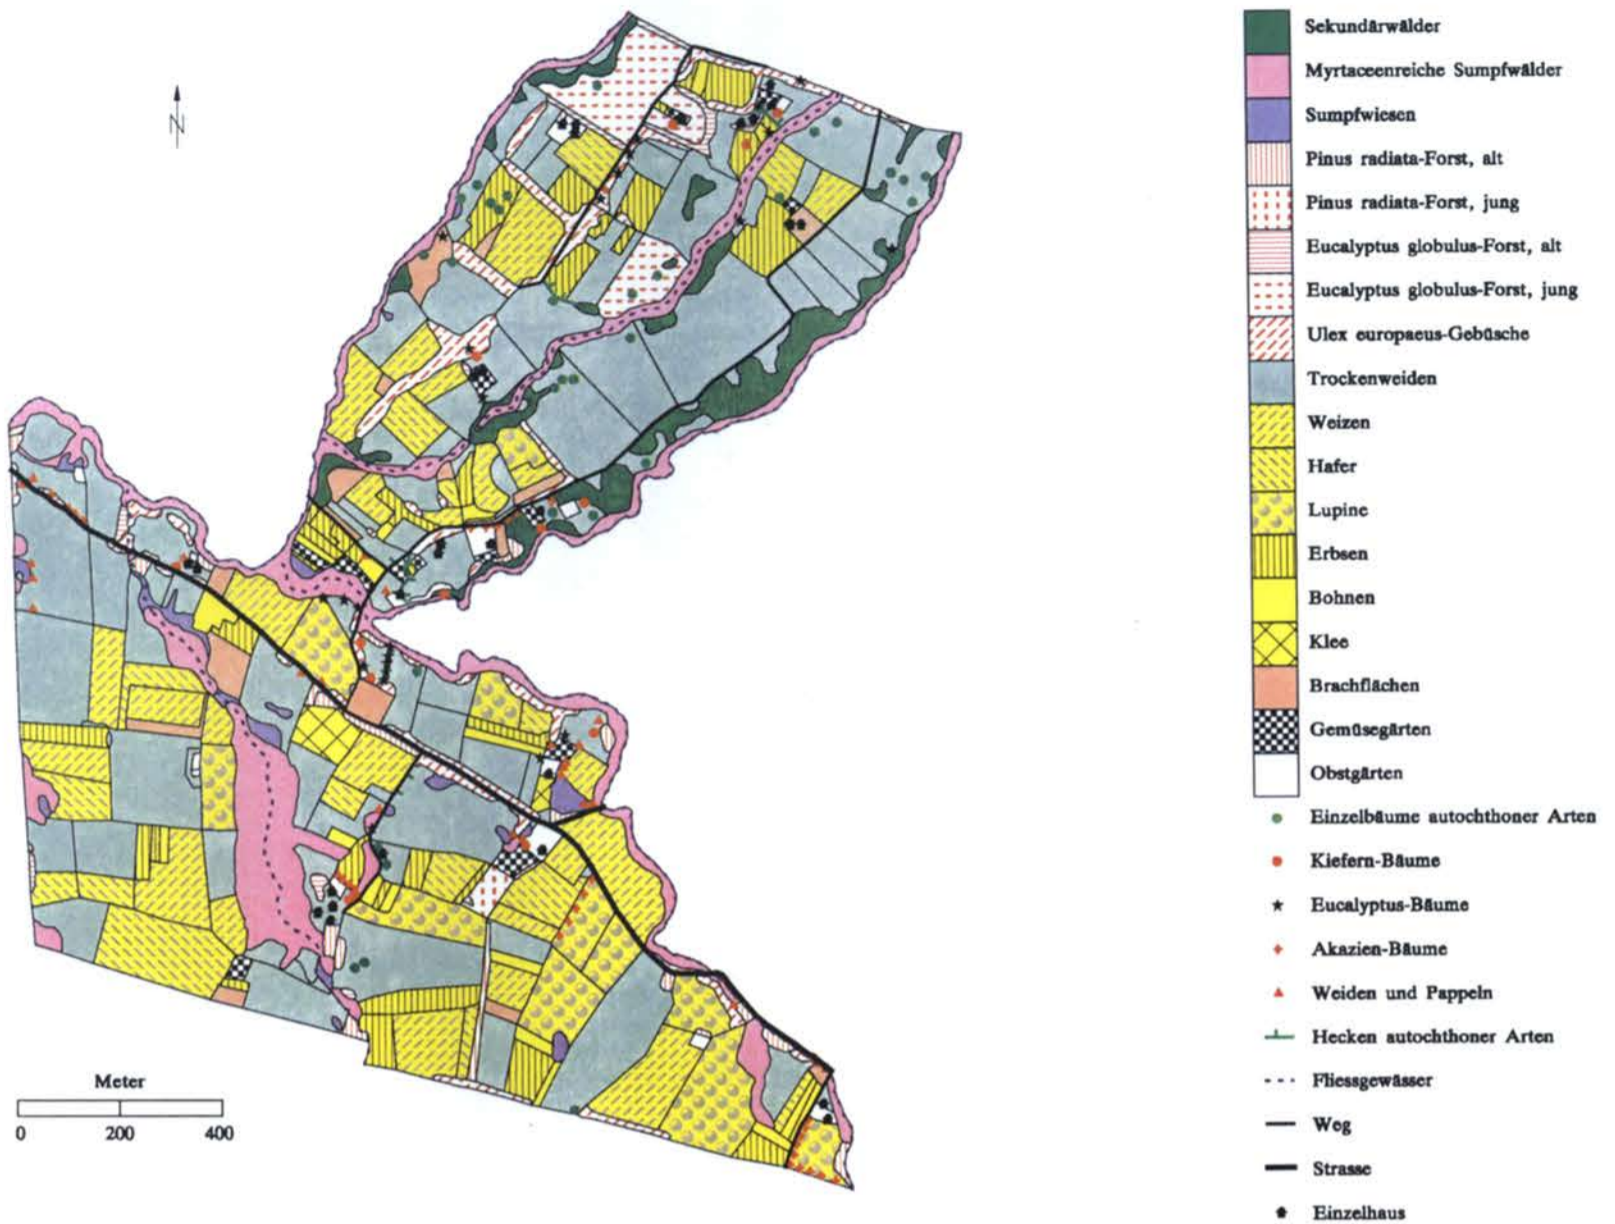 N
Meter
0 200 400
Sekundärwälder
Myrtaceenreiche Sumpfwälder
Sumpfwiesen
Pinus radiata-Forst, alt
Pinus radiata-Forst, jung
Eucalyptus globulus-Forst, alt
Eucalyptus globulus-Forst, jung
Ulex europaeus-Gebüsche
Trockenweiden
Weizen
Hafer
Lupine
Erbsen
Bohnen
Klee
Brachflächen
Gemüsegärten
Obstgärten
Einzelbäume autochthoner Arten
Kiefern-Bäume
Eucalyptus-Bäume
Akazien-Bäume
Weiden und Pappeln
Hecken autochthoner Arten
Fliessgewässer
Weg
Strasse
Einzelhaus